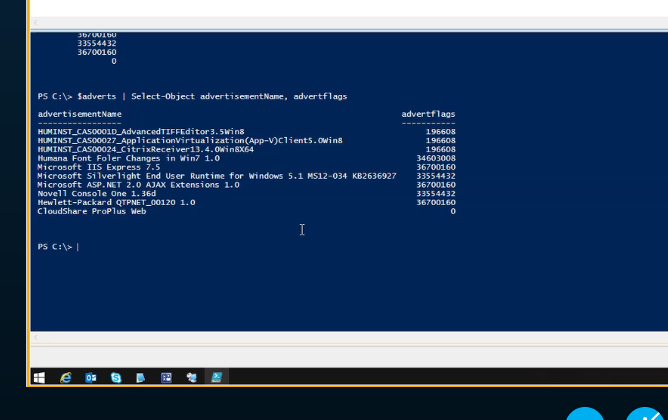 36700160
33554432
36700160
0
PS C:\> $adverts | Select-Object advertisementName, advertflags
advertisementName advertflags
----------------- -----------
HUMINST_CAS0001D_AdvancedTIFFEditor3.5Win8 196608
HUMINST_CAS00027_ApplicationVirtualization(App-V)Client5.0Win8 196608
HUMINST_CAS00024_CitrixReceiver13.4.0Win8X64 196608
Humana Font Foler Changes in Win7 1.0 34603008
Microsoft IIS Express 7.5 36700160
Microsoft Silverlight End User Runtime for Windows 5.1 MS12-034 KB2636927 33554432
Microsoft ASP.NET 2.0 AJAX Extensions 1.0 36700160
Novell Console One 1.36d 33554432
Hewlett-Packard QTPNET_00120 1.0 36700160
CloudShare ProPlus Web 0
PS C:\>